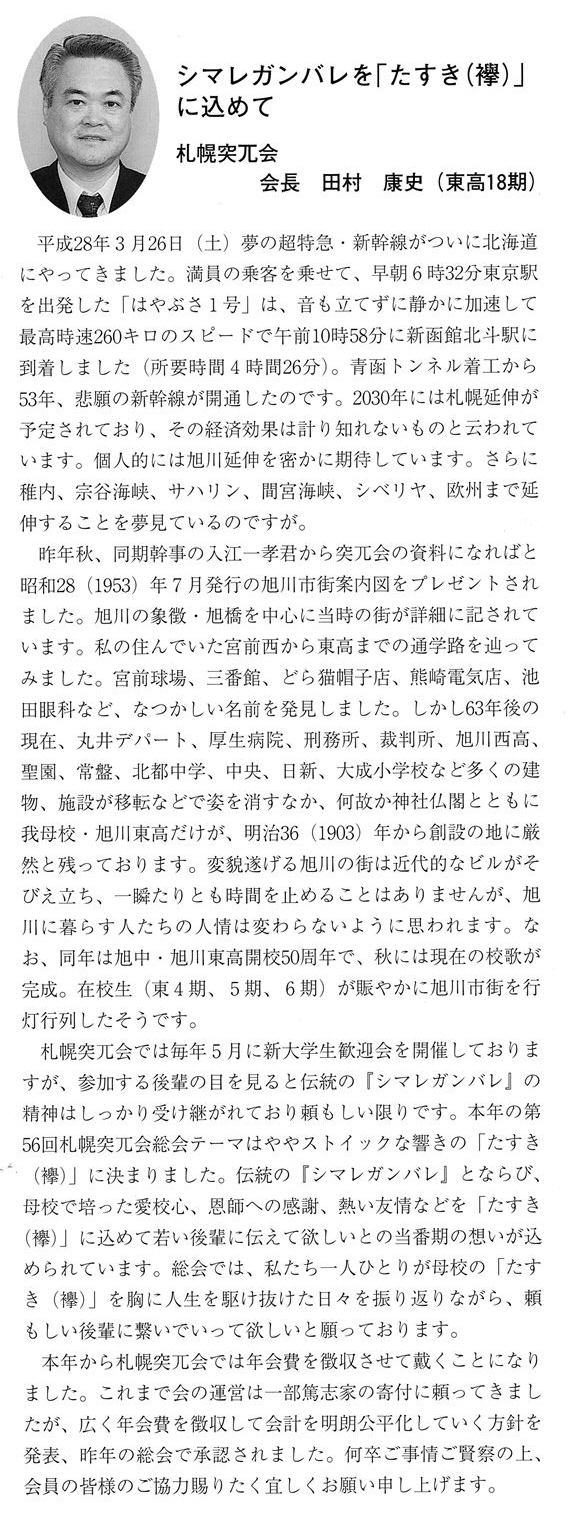 シマレガンバレを「たすき(襷)」
に込めて
札幌突兀会
会長　田村　康史（東高18期）
平成28年３月26日（土）夢の超特急・新幹線がついに北海道
にやってきました。満員の乗客を乗せて、早朝６時32分東京駅
を出発した「はやぶさ１号」は、音も立てずに静かに加速して
最高時速260キロのスピードで午前10時58分に新函館北斗駅に
到着しました（所要時間４時間26分）。青函トンネル着工から
53年、悲願の新幹線が開通したのです。2030年には札幌延伸が
予定されており、その経済効果は計り知れないものと云われて
います。個人的には旭川延伸を密かに期待しています。さらに
稚内、宗谷海峡、サハリン、間宮海峡、シベリヤ、欧州まで延
伸することを夢見ているのですが。
昨年秋、同期幹事の入江一孝君から突兀会の資料になればと
昭和28（1953）年７月発行の旭川市街案内図をプレゼントされ
ました。旭川の象徴・旭橋を中心に当時の街が詳細に記されて
います。私の住んでいた宮前西から東高までの通学路を辿って
みました。宮前球場、三番館、どら猫帽子店、熊崎電気店、池
田眼科など、なつかしい名前を発見しました。しかし63年後の
現在、丸井デパート、厚生病院、刑務所、裁判所、旭川西高、
聖園、常盤、北都中学、中央、日新、大成小学校など多くの建
物、施設が移転などで姿を消すなか、何故か神社仏閣とともに
我母校・旭川東高だけが、明治36（1903）年から創設の地に厳
然と残っております。変貌遂げる旭川の街は近代的なビルがそ
びえ立ち、一瞬たりとも時間を止めることはありませんが、旭
川に暮らす人たちの人情は変わらないように思われます。な
お、同年は旭中・旭川東高開校50周年で、秋には現在の校歌が
完成。在校生（東４期、５期、６期）が賑やかに旭川市街を行
灯行列したそうです。
札幌突兀会では毎年５月に新大学生歓迎会を開催しておりま
すが、参加する後輩の目を見ると伝統の『シマレガンバレ』の
精神はしっかり受け継がれており頼もしい限りです。本年の第
56回札幌突兀会総会テーマはややストイックな響きの「たすき
（襷）」に決まりました。伝統の『シマレガンバレ』とならび、
母校で培った愛校心、恩師への感謝、熱い友情などを「たすき
（襷）」に込めて若い後輩に伝えて欲しいとの当番期の想いが込
められています。総会では、私たち一人ひとりが母校の「たす
き（襷）」を胸に人生を駆け抜けた日々を振り返りながら、頼
もしい後輩に繋いでいって欲しいと願っております。
本年から札幌突兀会では年会費を徴収させて戴くことになり
ました。これまで会の運営は一部篤志家の寄付に頼ってきまし
たが、広く年会費を徴収して会計を明朗公平化していく方針を
発表、昨年の総会で承認されました。何卒ご事情ご賢察の上、
会員の皆様のご協力賜りたく宜しくお願い申し上げます。